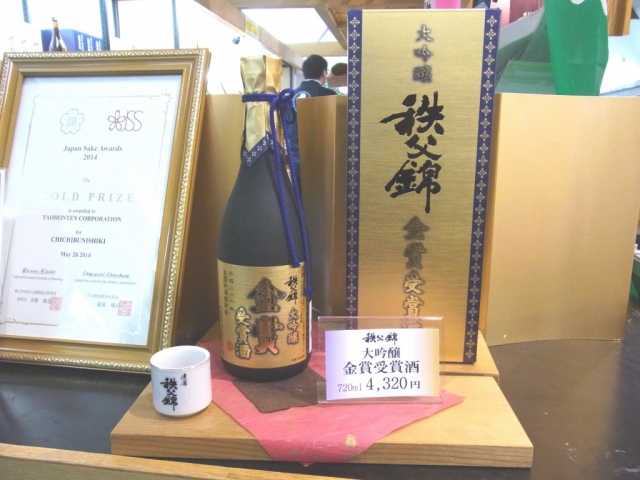 Japan Sake Awards
2014
The
GOLD PRIZE
is awarded to
YAOHONTEN CORPORATION
for
CHICHIBUNISHIKI
May 28 2014
秩父錦
大吟醸
金賞
受賞酒
清酒
秩父錦
大吟醸
秩父錦
金賞受賞
秩父錦
大吟醸
金賞受賞酒
720ml 4,320円